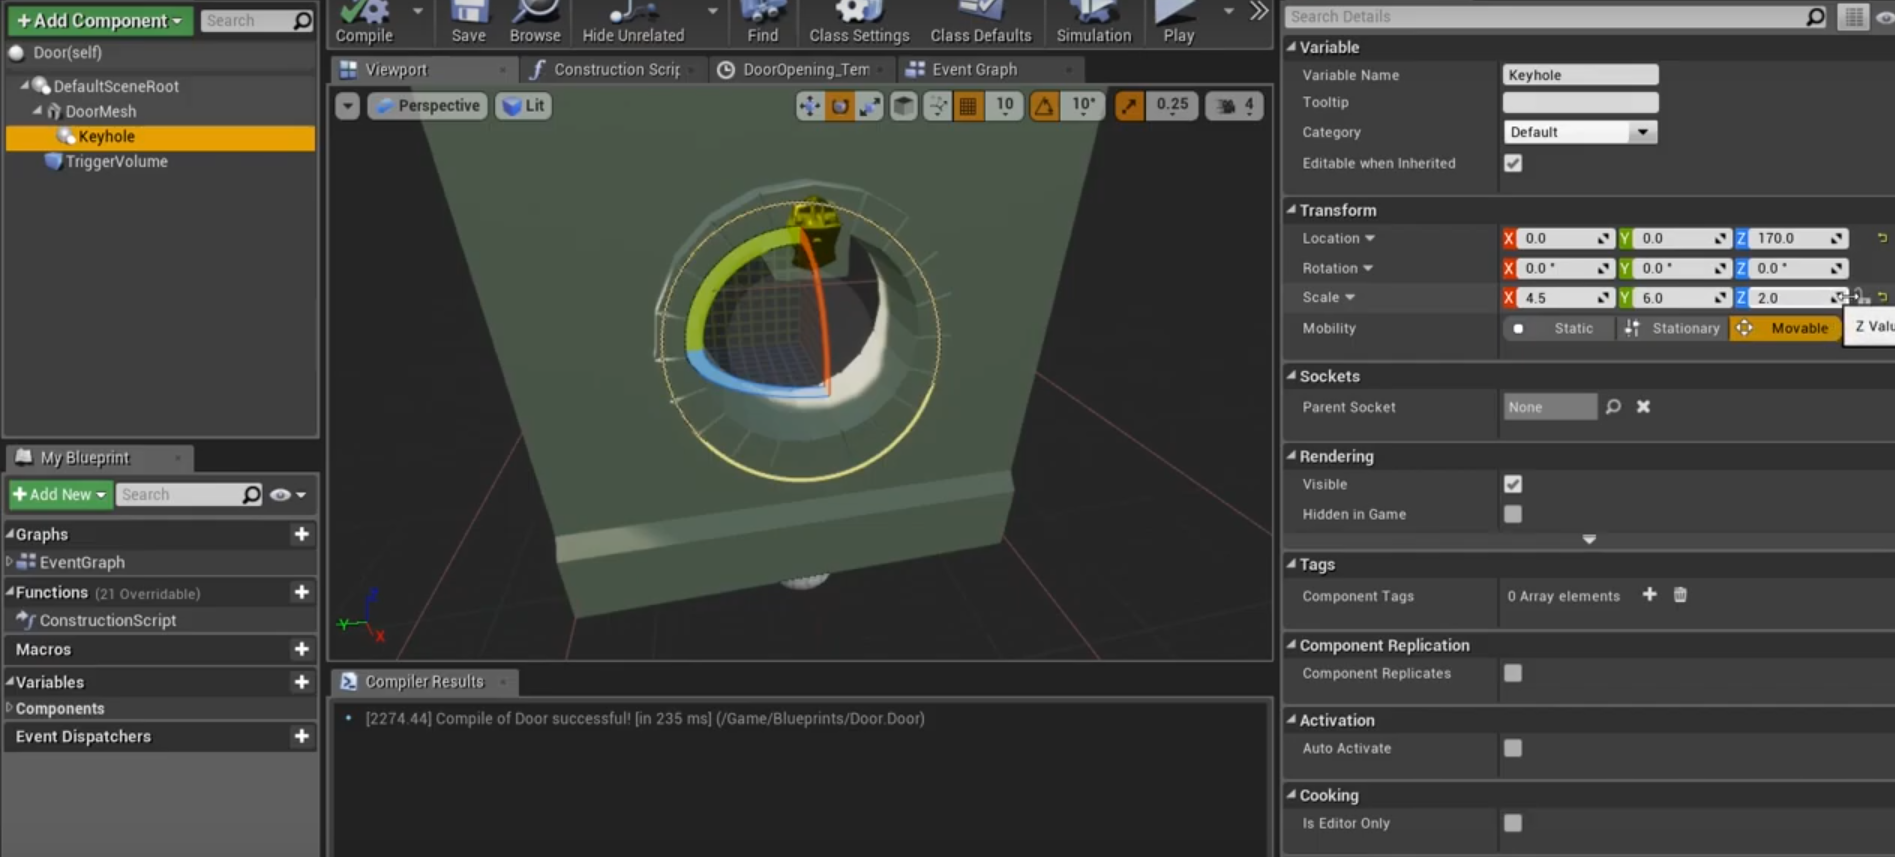 Add Component
Search
Door(self)
DefaultSceneRoot
DoorMesh
Keyhole
TriggerVolume
My Blueprint
Add New
Search
Graphs
EventGraph
Functions (21 Overridable)
ConstructionScript
Macros
Variables
Components
Event Dispatchers
Compile
Save
Browse
Hide Unrelated
Find
Class Settings
Class Defaults
Simulation
Play
Viewport
Construction Scrip
DoorOpening_Tem
Event Graph
Perspective
Lit
10
10°
0.25
4
Z
Y
X
Compiler Results
[2274.44] Compile of Door successful! [in 235 ms] (/Game/Blueprints/Door.Door)
Search Details
Variable
Variable Name Keyhole
Tooltip
Category Default
Editable when Inherited
Transform
Location X 0.0 Y 0.0 Z 170.0
Rotation X 0.0 ° Y 0.0 ° Z 0.0 °
Scale X 4.5 Y 6.0 Z 2.0
Mobility Static Stationary Movable
Z Valu
Sockets
Parent Socket None
Rendering
Visible
Hidden in Game
Tags
Component Tags 0 Array elements
Component Replication
Component Replicates
Activation
Auto Activate
Cooking
Is Editor Only